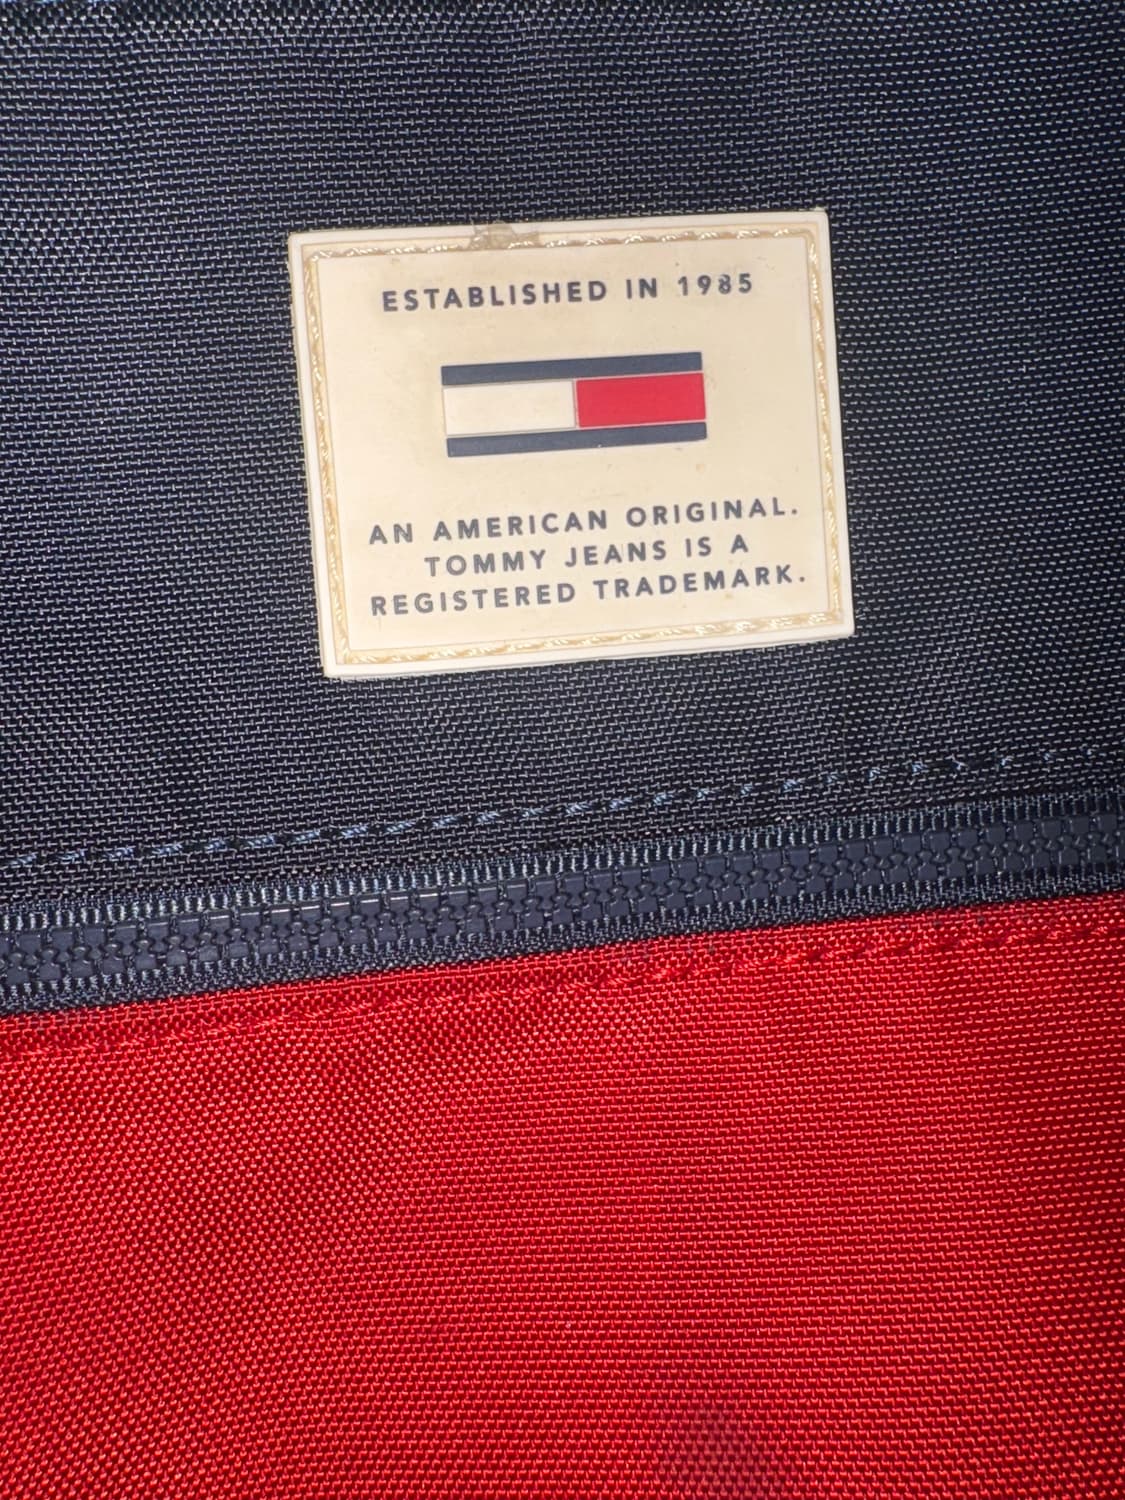 ESTABLISHED IN 1985
AN AMERICAN ORIGINAL.
TOMMY JEANS IS A
REGISTERED TRADEMARK.